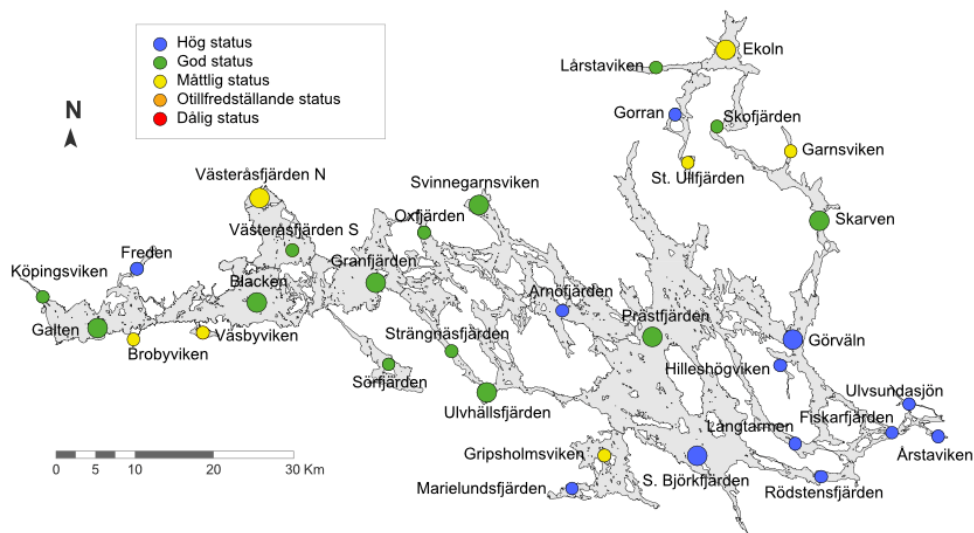 Hög status
God status
Måttlig status
Otillfredställande status
Dålig status
N
Ekoln
Lårstaviken
Gorran
Skofjärden
Garnsviken
St. Ullfjärden
Västeråsfjärden N
Svinnegarnsviken
Skarven
Oxfjärden
Västeråsfjärden S
Freden
Granfjärden
Köpingsviken
Blacken
Arnöfjärden
Galten
Väsbyviken
Strängnäsfjärden
Prästfjärden
Görväln
Brobyviken
Hilleshögviken
Sörfjärden
Ulvsundasjön
Ulvhällsfjärden
Fiskarfjärden
Långtarmen
Årstaviken
Gripsholmsviken
S. Björkfjärden
0 5 10 20 30 Km
Marielundsfjärden
Rödstensfjärden